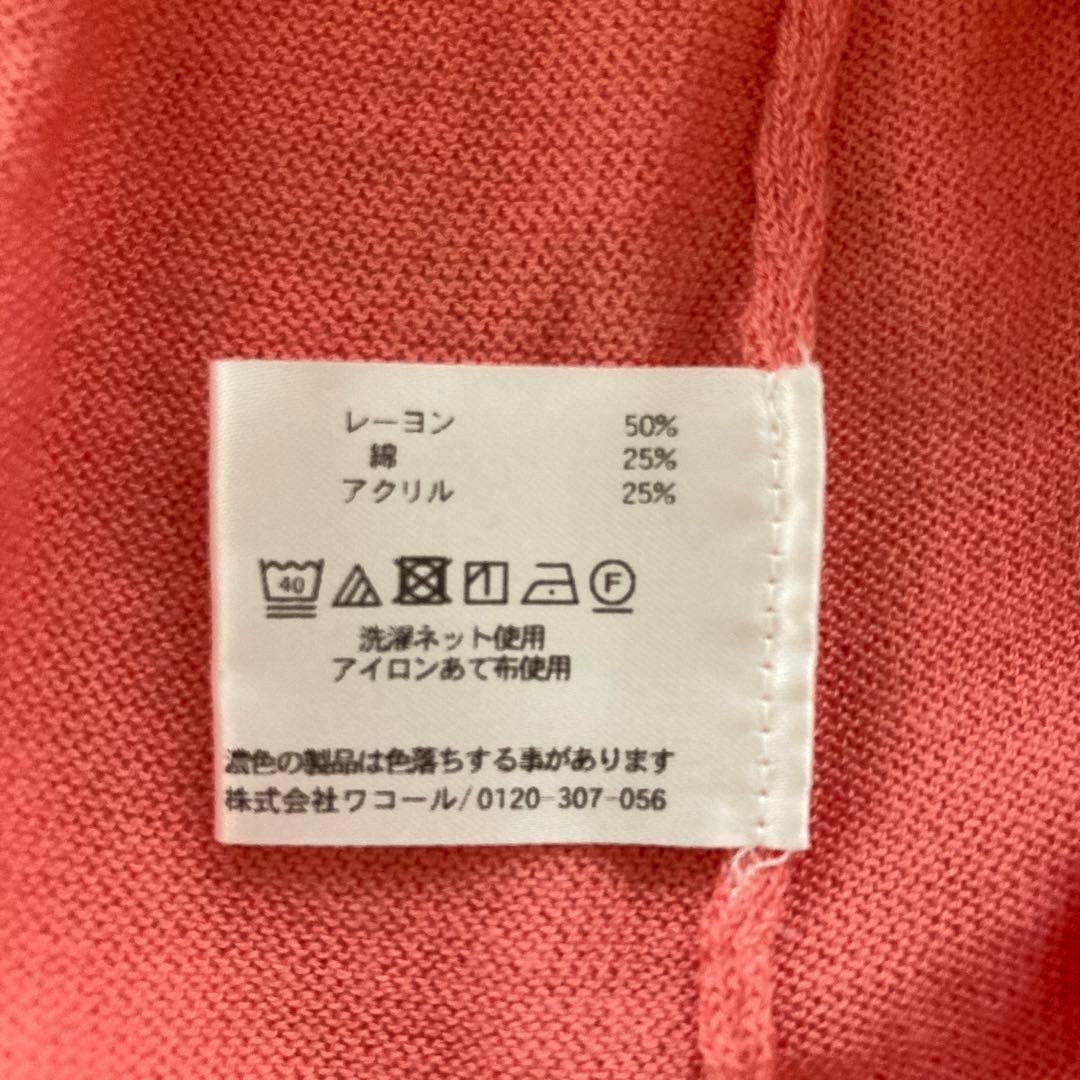 レーヨン 50%
綿 25%
アクリル 25%
40 F
洗濯ネット使用
アイロンあて布使用
濃色の製品は色落ちする事があります
株式会社ワコール/0120-307-056